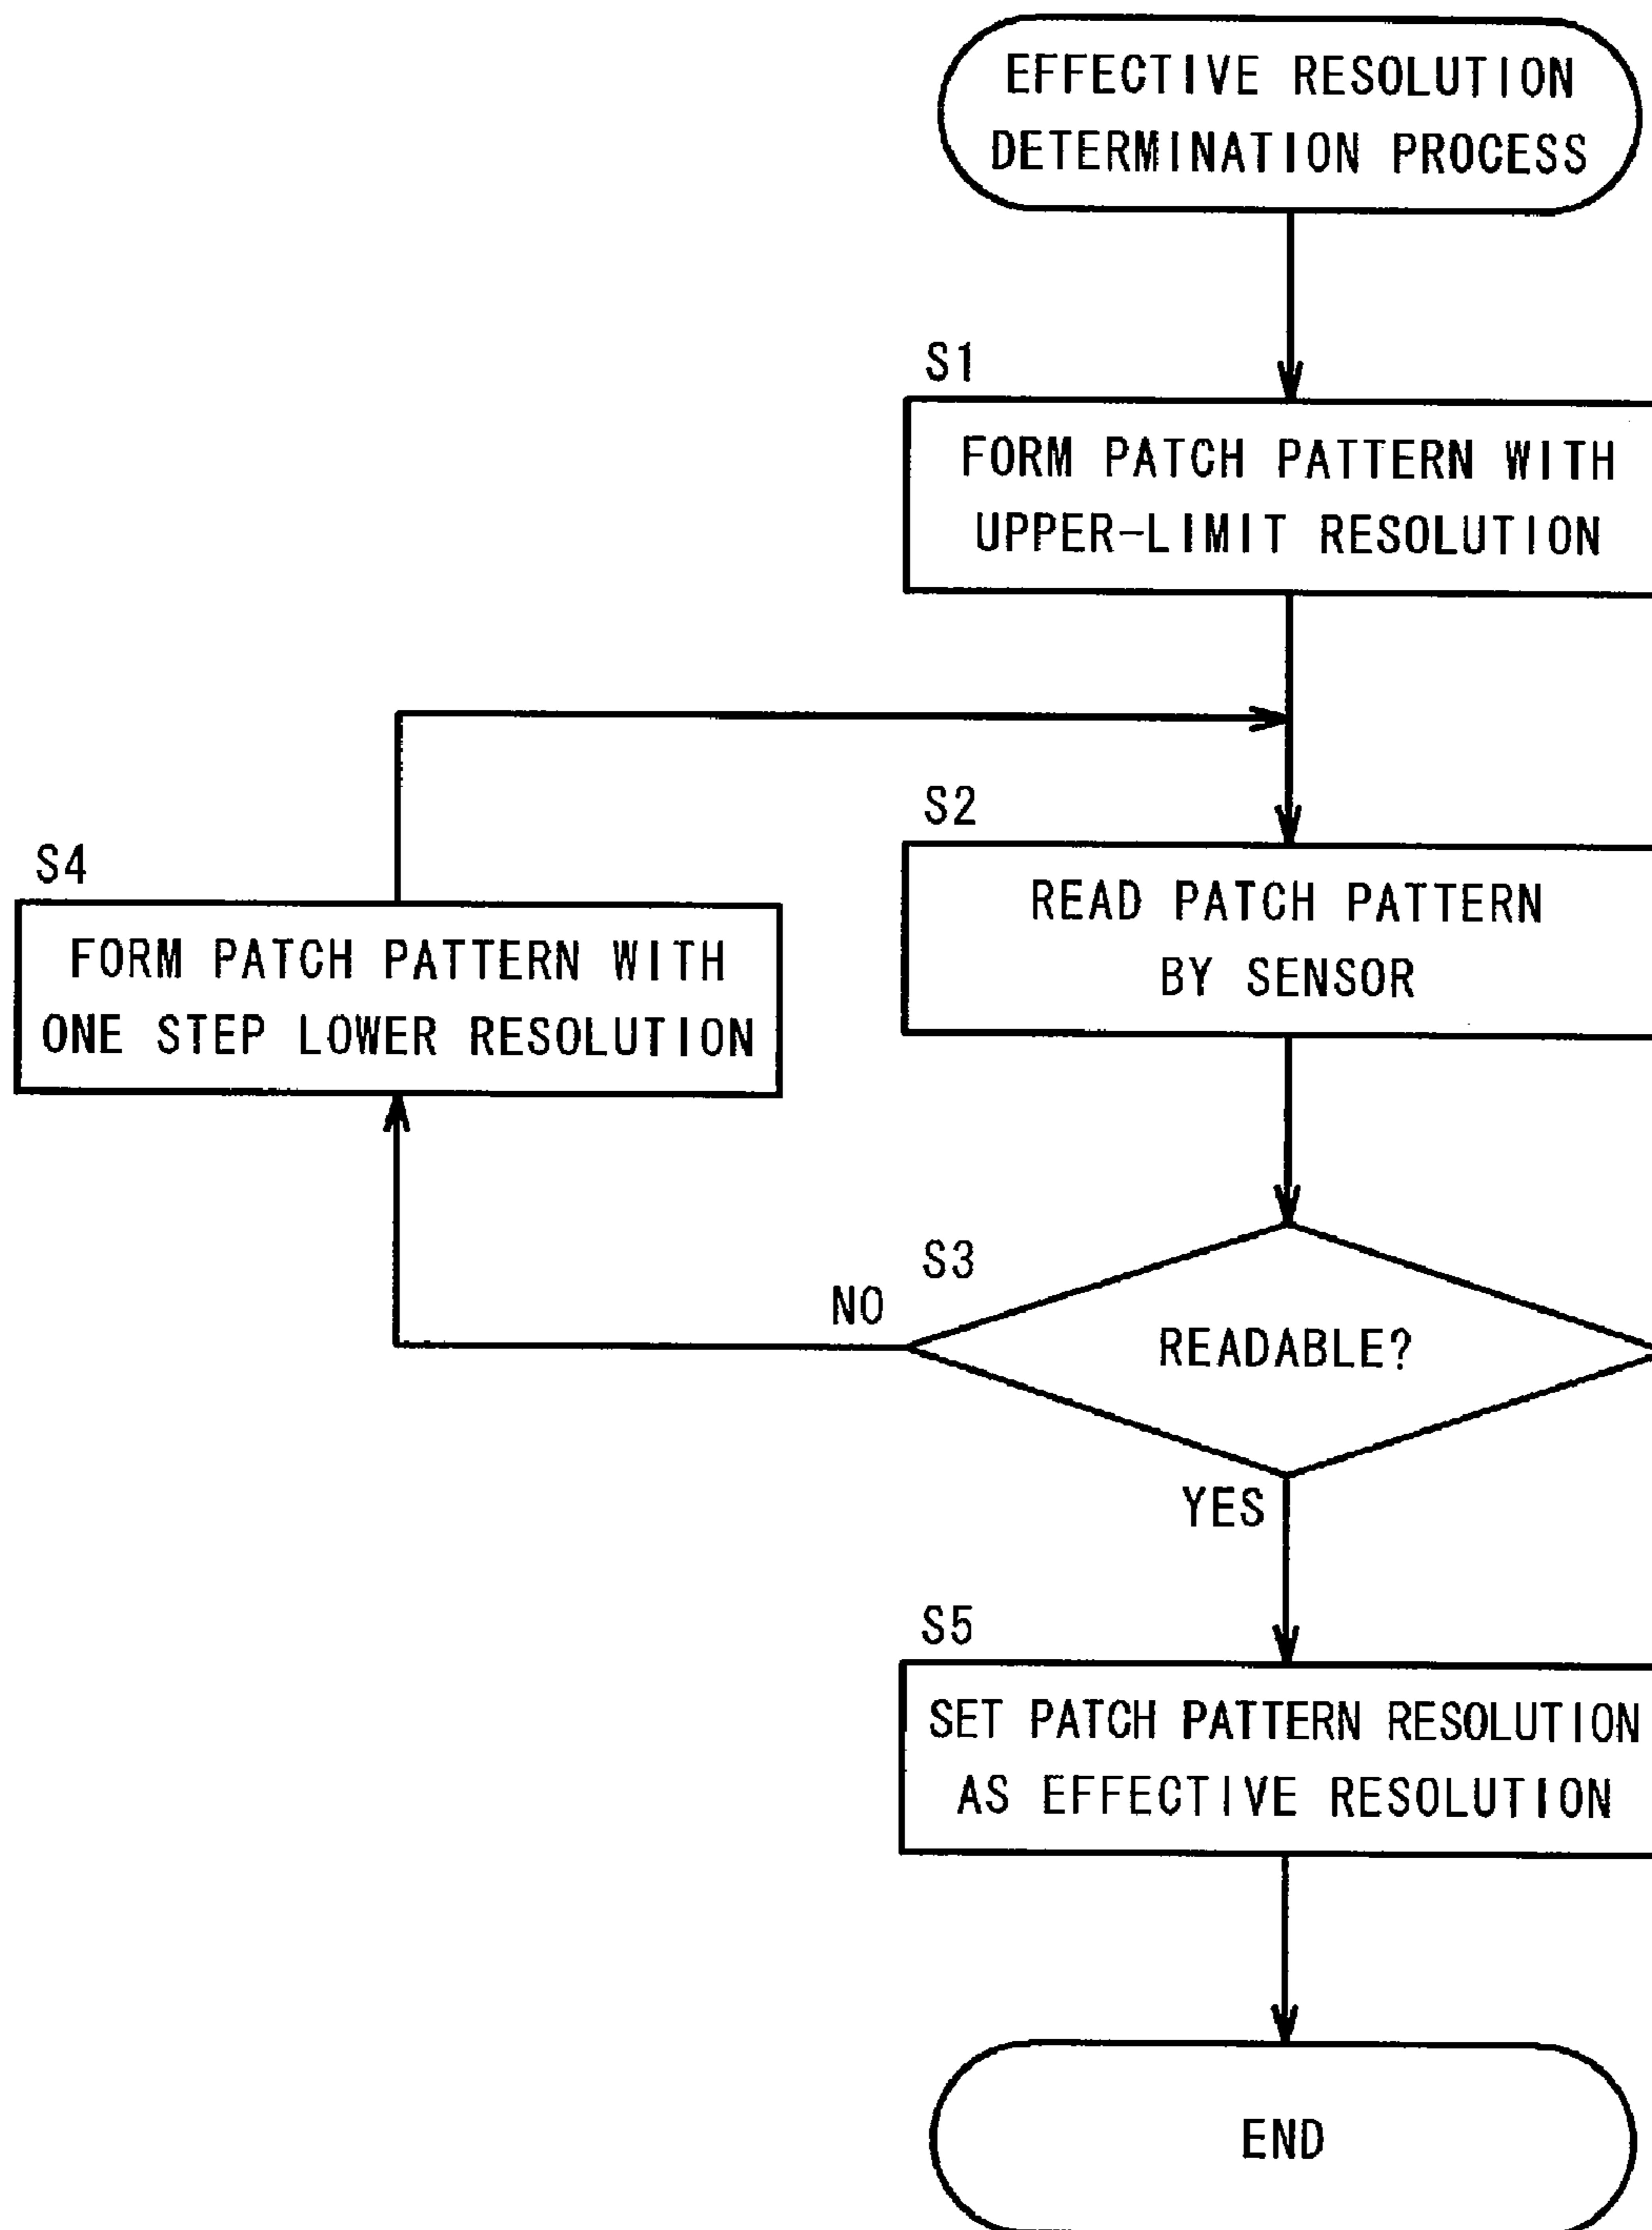 EFFECTIVE RESOLUTION
DETERMINATION PROCESS
S1
FORM PATCH PATTERN WITH
UPPER-LIMIT RESOLUTION
S2
READ PATCH PATTERN
BY SENSOR
S4
FORM PATCH PATTERN WITH
ONE STEP LOWER RESOLUTION
S3
NO
READABLE?
YES
S5
SET PATCH PATTERN RESOLUTION
AS EFFECTIVE RESOLUTION
END